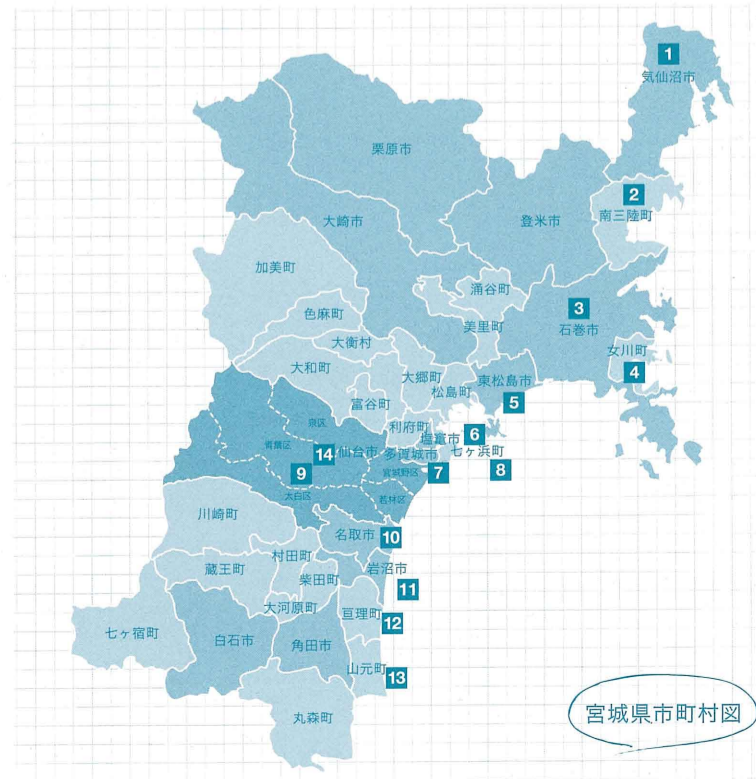 1
気仙沼市
栗原市
2
南三陸町
大崎市
登米市
加美町
涌谷町
3
石巻市
色麻町
美里町
大衡村
女川町
大和町
4
大郷町
松島町
東松島市
富谷町
5
利府町
泉区
6
塩竈市
青葉区
14
仙台市
多賀城市
七ヶ浜町
9
宮城野区
7
8
太白区
若林区
川崎町
名取市
10
村田町
岩沼市
蔵王町
柴田町
11
大河原町
亘理町
12
七ヶ宿町
白石市
角田市
山元町
13
丸森町
宮城県市町村図